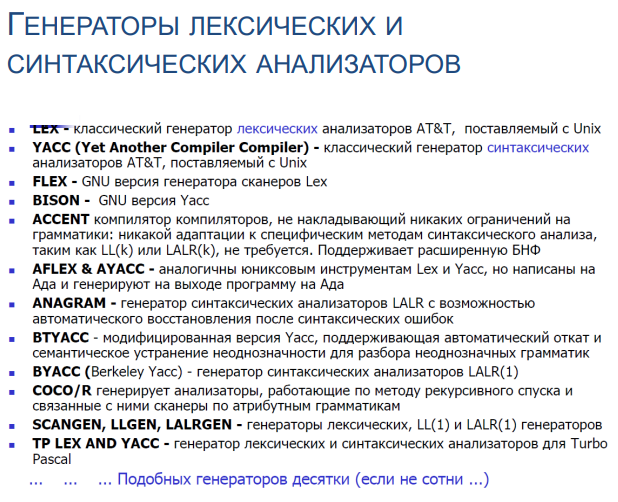 ГЕНЕРАТОРЫ ЛЕКСИЧЕСКИХ И
СИНТАКСИЧЕСКИХ АНАЛИЗАТОРОВ
LEX - классический генератор лексических анализаторов AT&T, поставляемый с Unix
YACC (Yet Another Compiler Compiler) - классический генератор синтаксических
анализаторов AT&T, поставляемый с Unix
FLEX - GNU версия генератора сканеров Lex
BISON - GNU версия Yacc
ACCENT компилятор компиляторов, не накладывающий никаких ограничений на
грамматики: никакой адаптации к специфическим методам синтаксического анализа,
таким как LL(k) или LALR(k), не требуется. Поддерживает расширенную БНФ
AFLEX & AYACC - аналогичны юниксовым инструментам Lex и Yacc, но написаны на
Ада и генерируют на выходе программу на Ада
ANAGRAM - генератор синтаксических анализаторов LALR с возможностью
автоматического восстановления после синтаксических ошибок
BTYACC - модифицированная версия Yacc, поддерживающая автоматический откат и
семантическое устранение неоднозначности для разбора неоднозначных грамматик
BYACC (Berkeley Yacc) - генератор синтаксических анализаторов LALR(1)
COCO/R генерирует анализаторы, работающие по методу рекурсивного спуска и
связанные с ними сканеры по атрибутным грамматикам
SCANGEN, LLGEN, LALRGEN - генераторы лексических, LL(1) и LALR(1) генераторов
TP LEX AND YACC - генератор лексических и синтаксических анализаторов для Turbo
Pascal
... ... ... Подобных генераторов десятки (если не сотни ...)